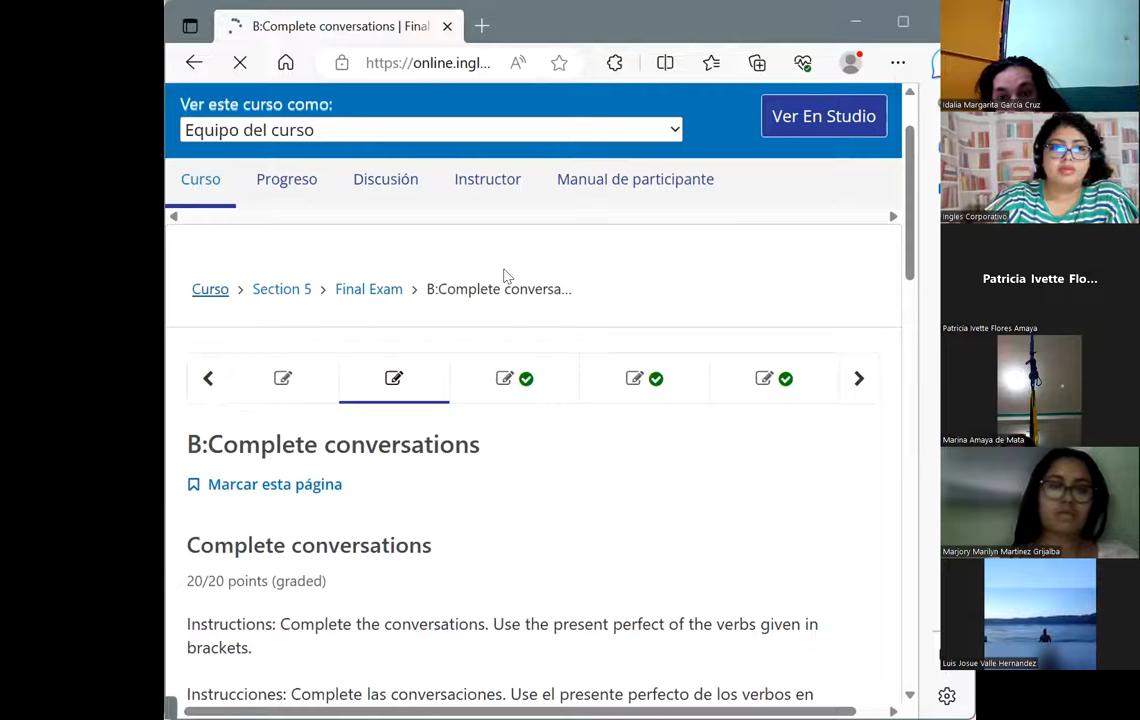 B:Complete conversations | Final
https://online.ingl...
Ver este curso como:
Equipo del curso
Ver En Studio
Curso
Progreso
Discusión
Instructor
Manual de participante
Curso > Section 5 > Final Exam > B:Complete conversa...
B:Complete conversations
Marcar esta página
Complete conversations
20/20 points (graded)
Instructions: Complete the conversations. Use the present perfect of the verbs given in
brackets.
Instrucciones: Complete las conversaciones. Use el presente perfecto de los verbos en
Idalia Margarita García Cruz
Ingles Corporativo
Patricia Ivette Flo...
Patricia Ivette Flores Amaya
Marina Amaya de Mata
Marjory Marilyn Martinez Grijalba
Luis Josue Valle Hernandez